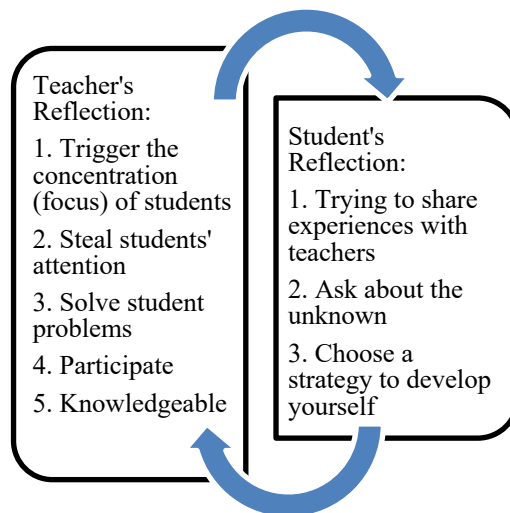 Teacher's
Reflection:
1. Trigger the
concentration
(focus) of students
2. Steal students'
attention
3. Solve student
problems
4. Participate
5. Knowledgeable
Student's
Reflection:
1. Trying to share
experiences with
teachers
2. Ask about the
unknown
3. Choose a
strategy to develop
yourself